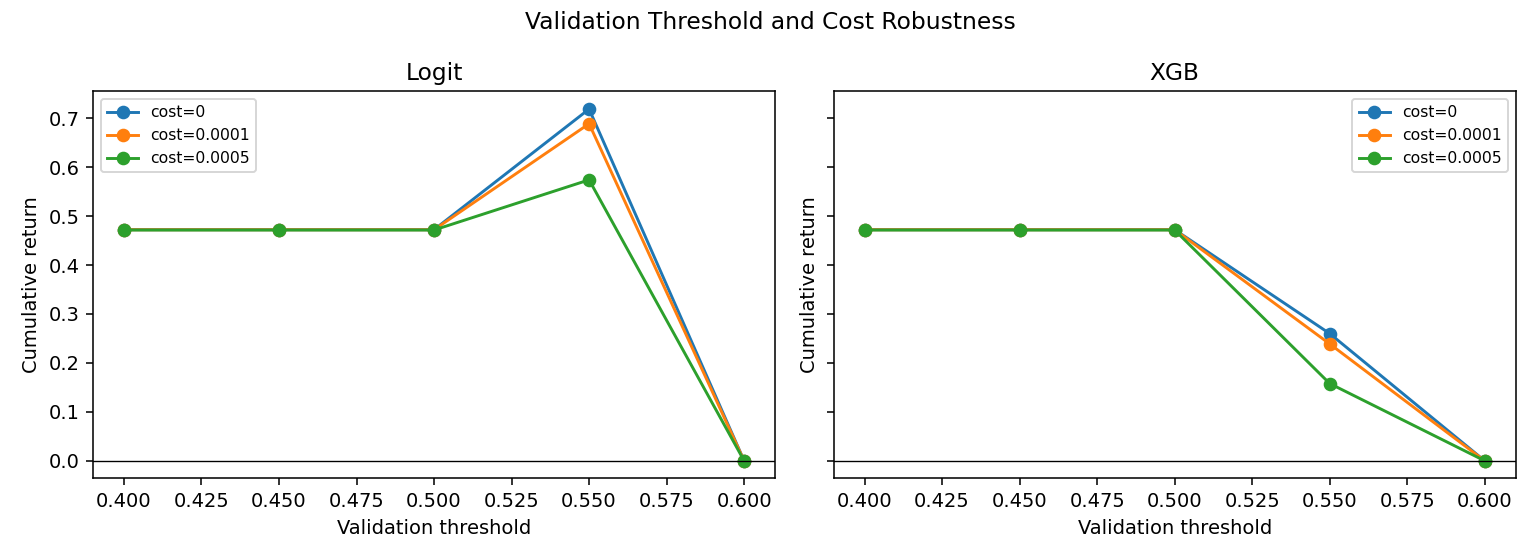 Validation Threshold and Cost Robustness
Logit
cost=0
cost=0.0001
cost=0.0005
Cumulative return
0.7
0.6
0.5
0.4
0.3
0.2
0.1
0.0
0.400 0.425 0.450 0.475 0.500 0.525 0.550 0.575 0.600
Validation threshold
XGB
cost=0
cost=0.0001
cost=0.0005
Cumulative return
0.400 0.425 0.450 0.475 0.500 0.525 0.550 0.575 0.600
Validation threshold